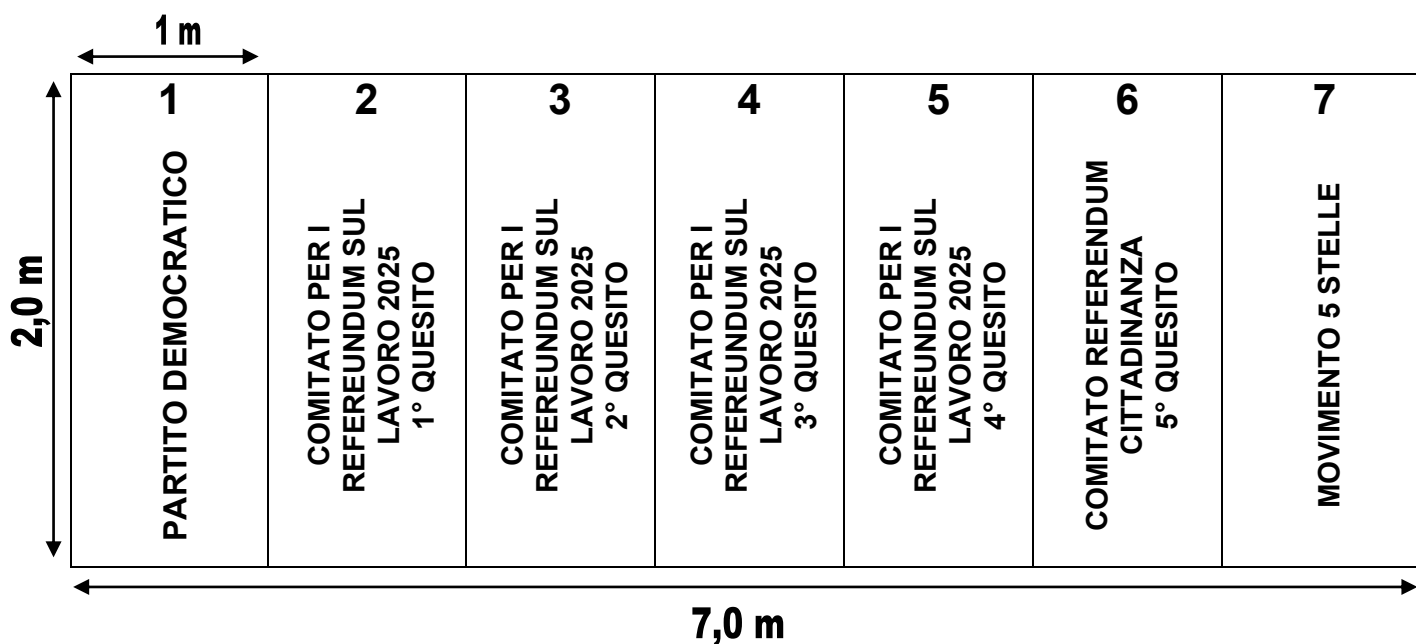 1 m
2,0 m
1
PARTITO DEMOCRATICO
2
COMITATO PER I
REFEREUNDUM SUL
LAVORO 2025
1° QUESITO
3
COMITATO PER I
REFEREUNDUM SUL
LAVORO 2025
2° QUESITO
4
COMITATO PER I
REFEREUNDUM SUL
LAVORO 2025
3° QUESITO
5
COMITATO PER I
REFEREUNDUM SUL
LAVORO 2025
4° QUESITO
6
COMITATO REFERENDUM
CITTADINANZA
5° QUESITO
7
MOVIMENTO 5 STELLE
7,0 m